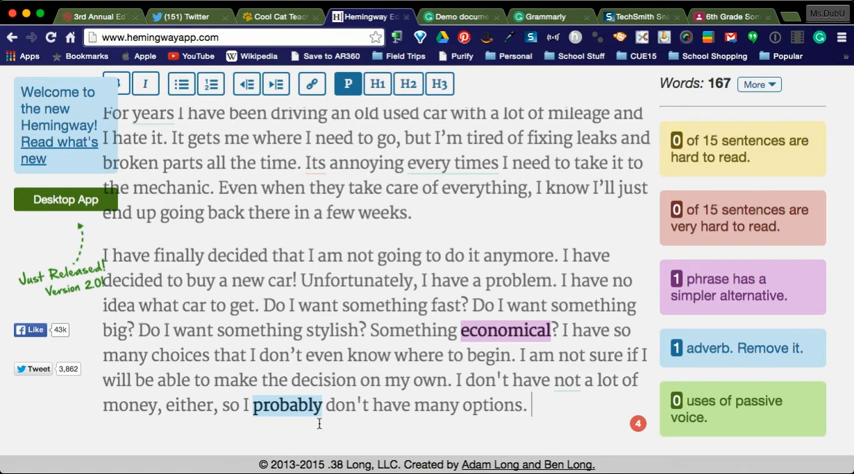 3rd Annual Ed
(151) Twitter
Cool Cat Teac
Hemingway Ed
Demo docume
Grammarly
TechSmith Sna
6th Grade Som
Ms.DubU
www.hemingwayapp.com
Apps
Bookmarks
Apple
YouTube
Wikipedia
Save to AR360
Field Trips
Purify
Personal
School Stuff
CUE15
School Shopping
Popular
Welcome to
the new
Hemingway!
Read what's
new
Desktop App
Just Released!
Version 2.0!
Like 43k
Tweet 3,862
I P H1 H2 H3
For years I have been driving an old used car with a lot of mileage and
I hate it. It gets me where I need to go, but I'm tired of fixing leaks and
broken parts all the time. Its annoying every times I need to take it to
the mechanic. Even when they take care of everything, I know I'll just
end up going back there in a few weeks.
I have finally decided that I am not going to do it anymore. I have
decided to buy a new car! Unfortunately, I have a problem. I have no
idea what car to get. Do I want something fast? Do I want something
big? Do I want something stylish? Something economical? I have so
many choices that I don't even know where to begin. I am not sure if I
will be able to make the decision on my own. I don't have not a lot of
money, either, so I probably don't have many options.
4
Words: 167 More
0 of 15 sentences are
hard to read.
0 of 15 sentences are
very hard to read.
1 phrase has a
simpler alternative.
1 adverb. Remove it.
0 uses of passive
voice.
© 2013-2015 .38 Long, LLC. Created by Adam Long and Ben Long.